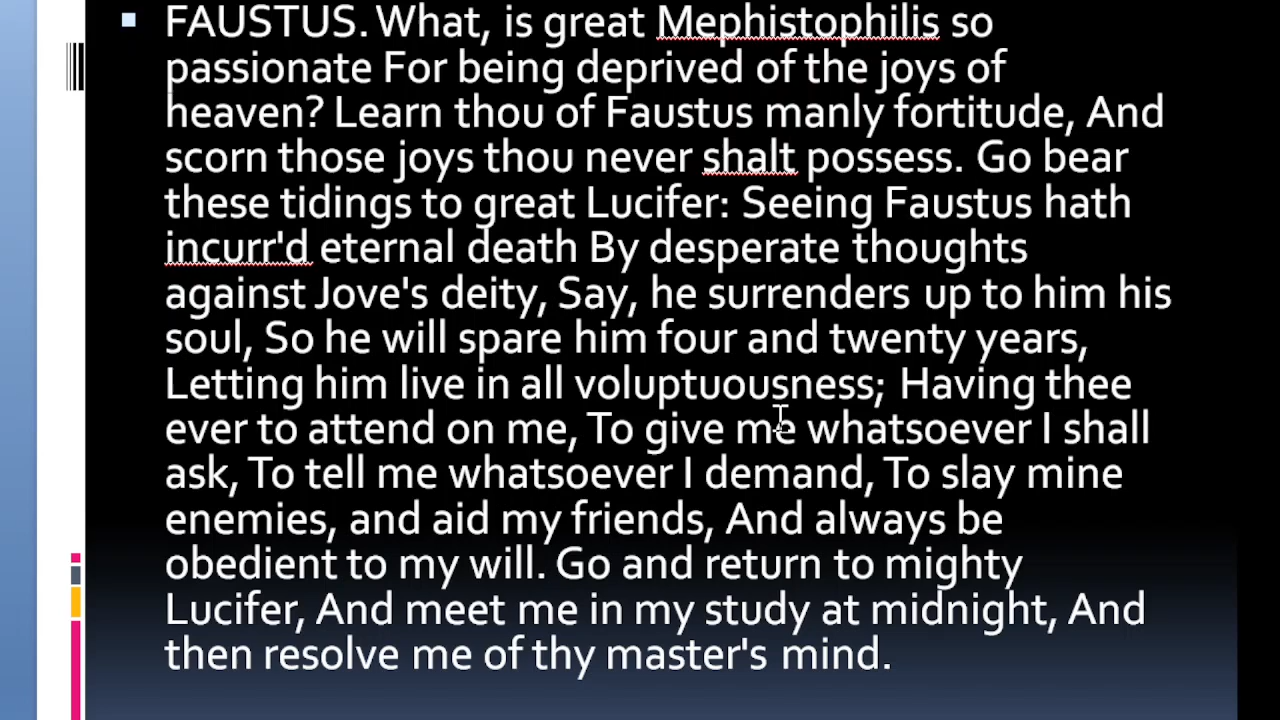 FAUSTUS. What, is great Mephistophilis so
passionate For being deprived of the joys of
heaven? Learn thou of Faustus manly fortitude, And
scorn those joys thou never shalt possess. Go bear
these tidings to great Lucifer: Seeing Faustus hath
incurr'd eternal death By desperate thoughts
against Jove's deity, Say, he surrenders up to him his
soul, So he will spare him four and twenty years,
Letting him live in all voluptuousness; Having thee
ever to attend on me, To give me whatsoever I shall
ask, To tell me whatsoever I demand, To slay mine
enemies, and aid my friends, And always be
obedient to my will. Go and return to mighty
Lucifer, And meet me in my study at midnight, And
then resolve me of thy master's mind.